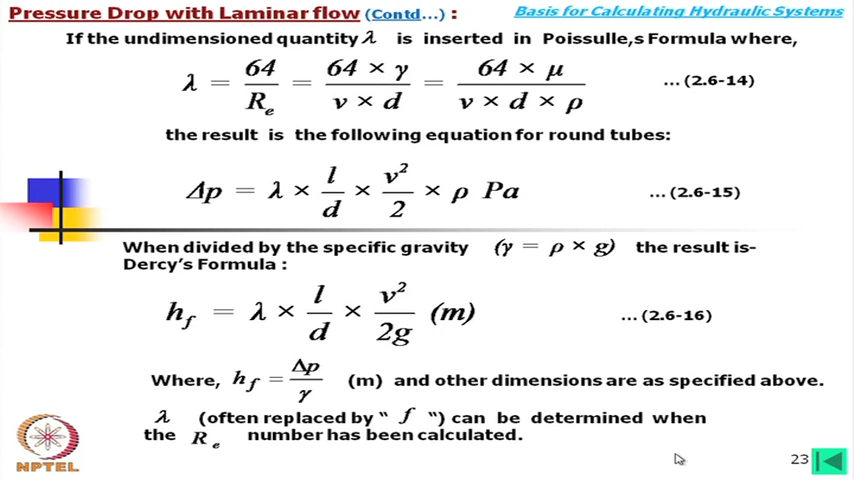 Pressure Drop with Laminar flow (Contd...) : Basis for Calculating Hydraulic Systems
If the undimensioned quantity λ is inserted in Poissulle,s Formula where,
λ = 64 / Re = 64 × γ / v × d = 64 × μ / v × d × ρ ... (2.6-14)
the result is the following equation for round tubes:
Δp = λ × l / d × v² / 2 × ρ Pa ... (2.6-15)
When divided by the specific gravity (γ = ρ × g) the result is-
Dercy's Formula :
hf = λ × l / d × v² / 2g (m) ... (2.6-16)
Where, hf = Δp / γ (m) and other dimensions are as specified above.
λ (often replaced by " f ") can be determined when
the Re number has been calculated.
NPTEL
23